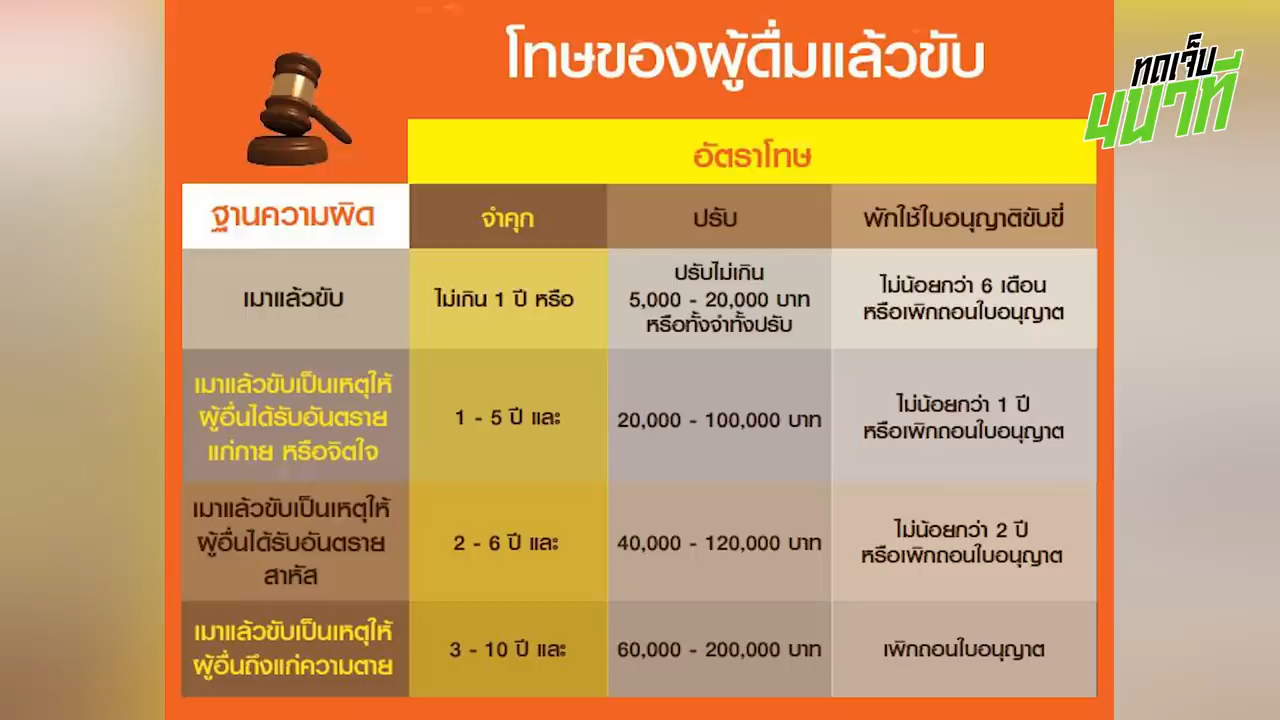 โทษของผู้ดื่มแล้วขับ
ทดเจ็บ
4นาที
อัตราโทษ
ฐานความผิด
จำคุก
ปรับ
พักใช้ใบอนุญาติขับขี่
เมาแล้วขับ
ไม่เกิน 1 ปี หรือ
ปรับไม่เกิน
5,000 - 20,000 บาท
หรือทั้งจำทั้งปรับ
ไม่น้อยกว่า 6 เดือน
หรือเพิกถอนใบอนุญาต
เมาแล้วขับเป็นเหตุให้
ผู้อื่นได้รับอันตราย
แก่กาย หรือจิตใจ
1 - 5 ปี และ
20,000 - 100,000 บาท
ไม่น้อยกว่า 1 ปี
หรือเพิกถอนใบอนุญาต
เมาแล้วขับเป็นเหตุให้
ผู้อื่นได้รับอันตราย
สาหัส
2 - 6 ปี และ
40,000 - 120,000 บาท
ไม่น้อยกว่า 2 ปี
หรือเพิกถอนใบอนุญาต
เมาแล้วขับเป็นเหตุให้
ผู้อื่นถึงแก่ความตาย
3 - 10 ปี และ
60,000 - 200,000 บาท
เพิกถอนใบอนุญาต